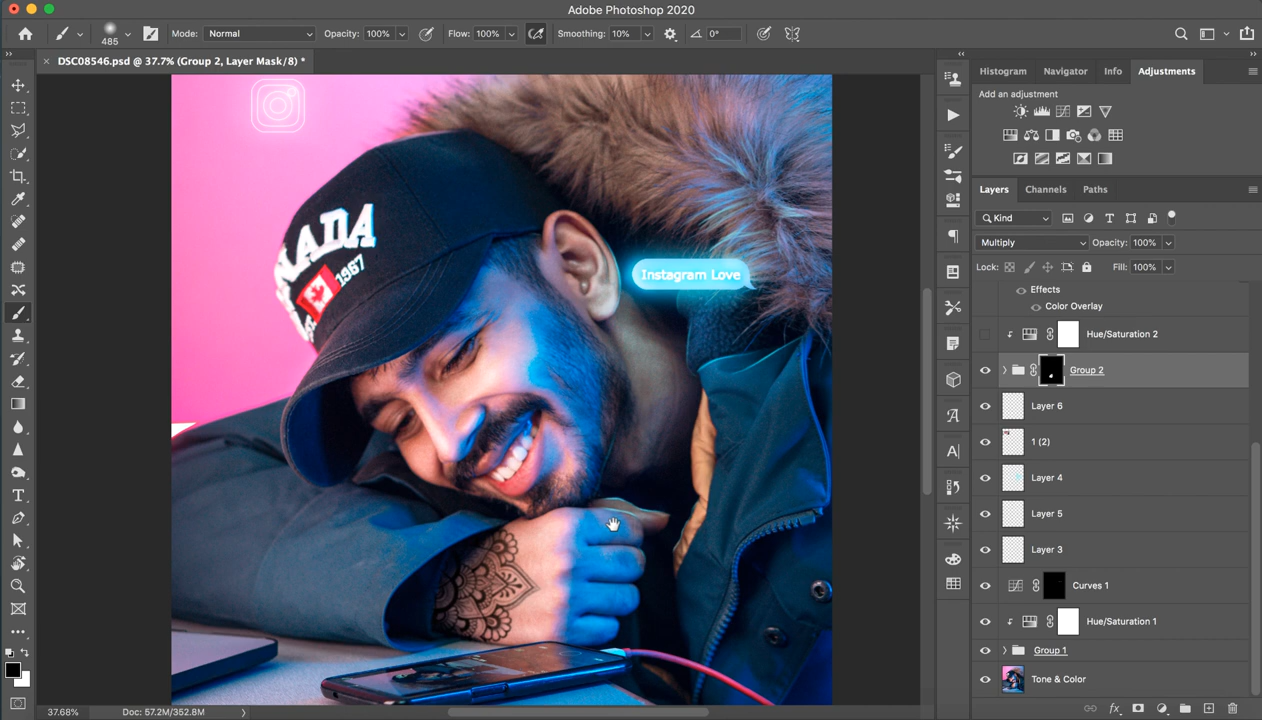 Adobe Photoshop 2020
485
Mode: Normal
Opacity: 100%
Flow: 100%
Smoothing: 10%
0°
DSC08546.psd @ 37.7% (Group 2, Layer Mask/8) *
Histogram
Navigator
Info
Adjustments
Add an adjustment
Layers
Channels
Paths
Kind
Multiply
Opacity: 100%
Lock:
Fill: 100%
Effects
Color Overlay
Hue/Saturation 2
Group 2
Layer 6
1 (2)
Layer 4
Layer 5
Layer 3
Curves 1
Hue/Saturation 1
Group 1
Tone & Color
NADA
1967
Instagram Love
37.68%
Doc: 57.2M/352.8M